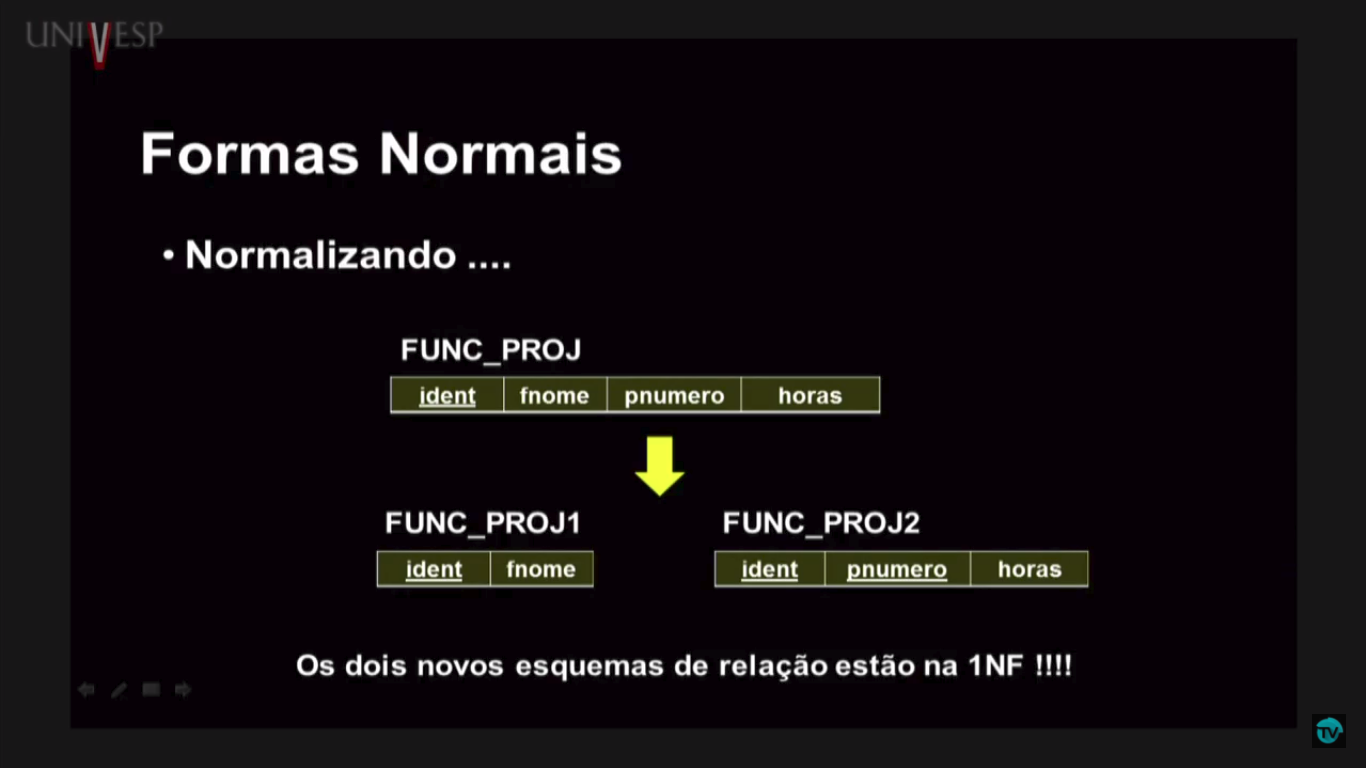 UNIVESP
Formas Normais
• Normalizando ....
FUNC_PROJ
ident fnome pnumero horas
FUNC_PROJ1 FUNC_PROJ2
ident fnome ident pnumero horas
Os dois novos esquemas de relação estão na 1NF !!!!
TV